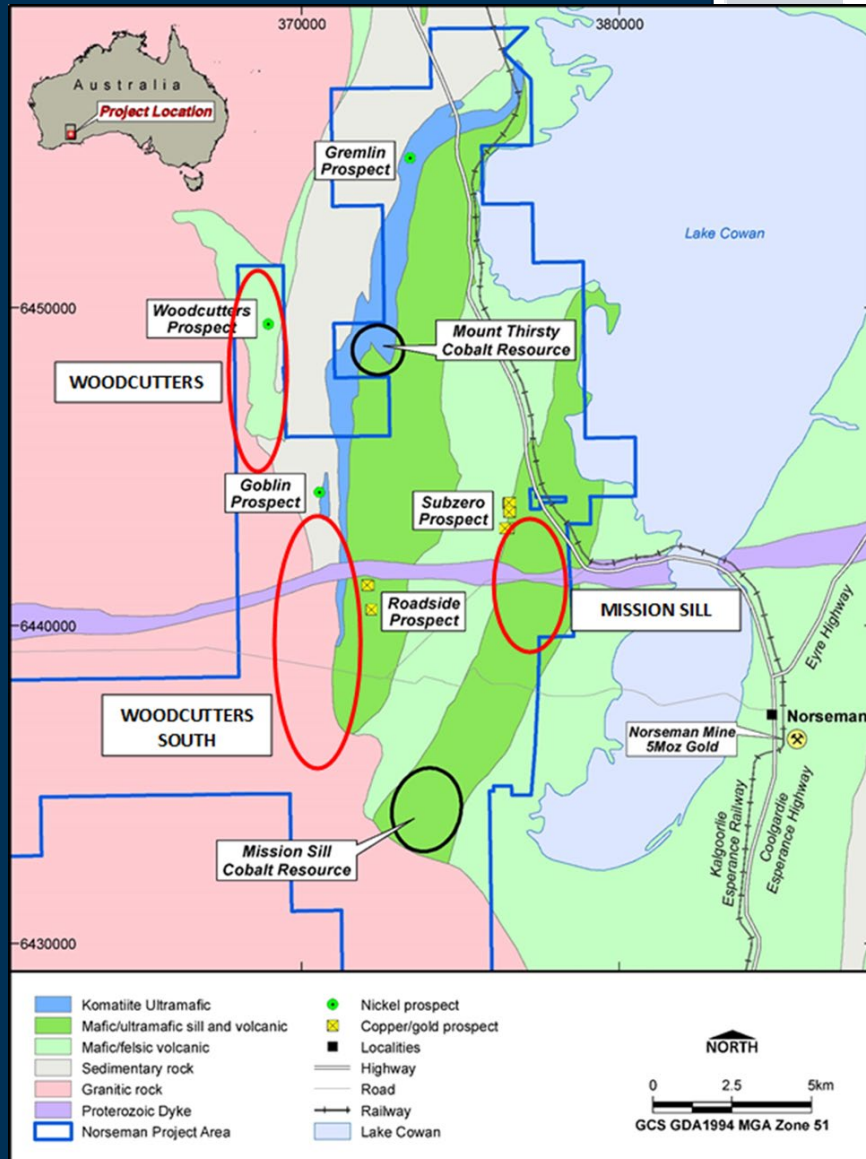 370000
380000
Australia
Project Location
Gremlin
Prospect
Lake Cowan
6450000
Woodcutters
Prospect
Mount Thirsty
Cobalt Resource
WOODCUTTERS
Goblin
Prospect
Subzero
Prospect
6440000
Roadside
Prospect
MISSION SILL
Eyre Highway
WOODCUTTERS
SOUTH
Norseman
Norseman Mine
5Moz Gold
Mission Sill
Cobalt Resource
Kalgoorlie
Esperance Railway
Coolgardie
Esperance Highway
6430000
Komatiite Ultramafic
Mafic/ultramafic sill and volcanic
Mafic/felsic volcanic
Sedimentary rock
Granitic rock
Proterozoic Dyke
Norseman Project Area
Nickel prospect
Copper/gold prospect
Localities
Highway
Road
Railway
Lake Cowan
NORTH
0 2.5 5km
GCS GDA1994 MGA Zone 51